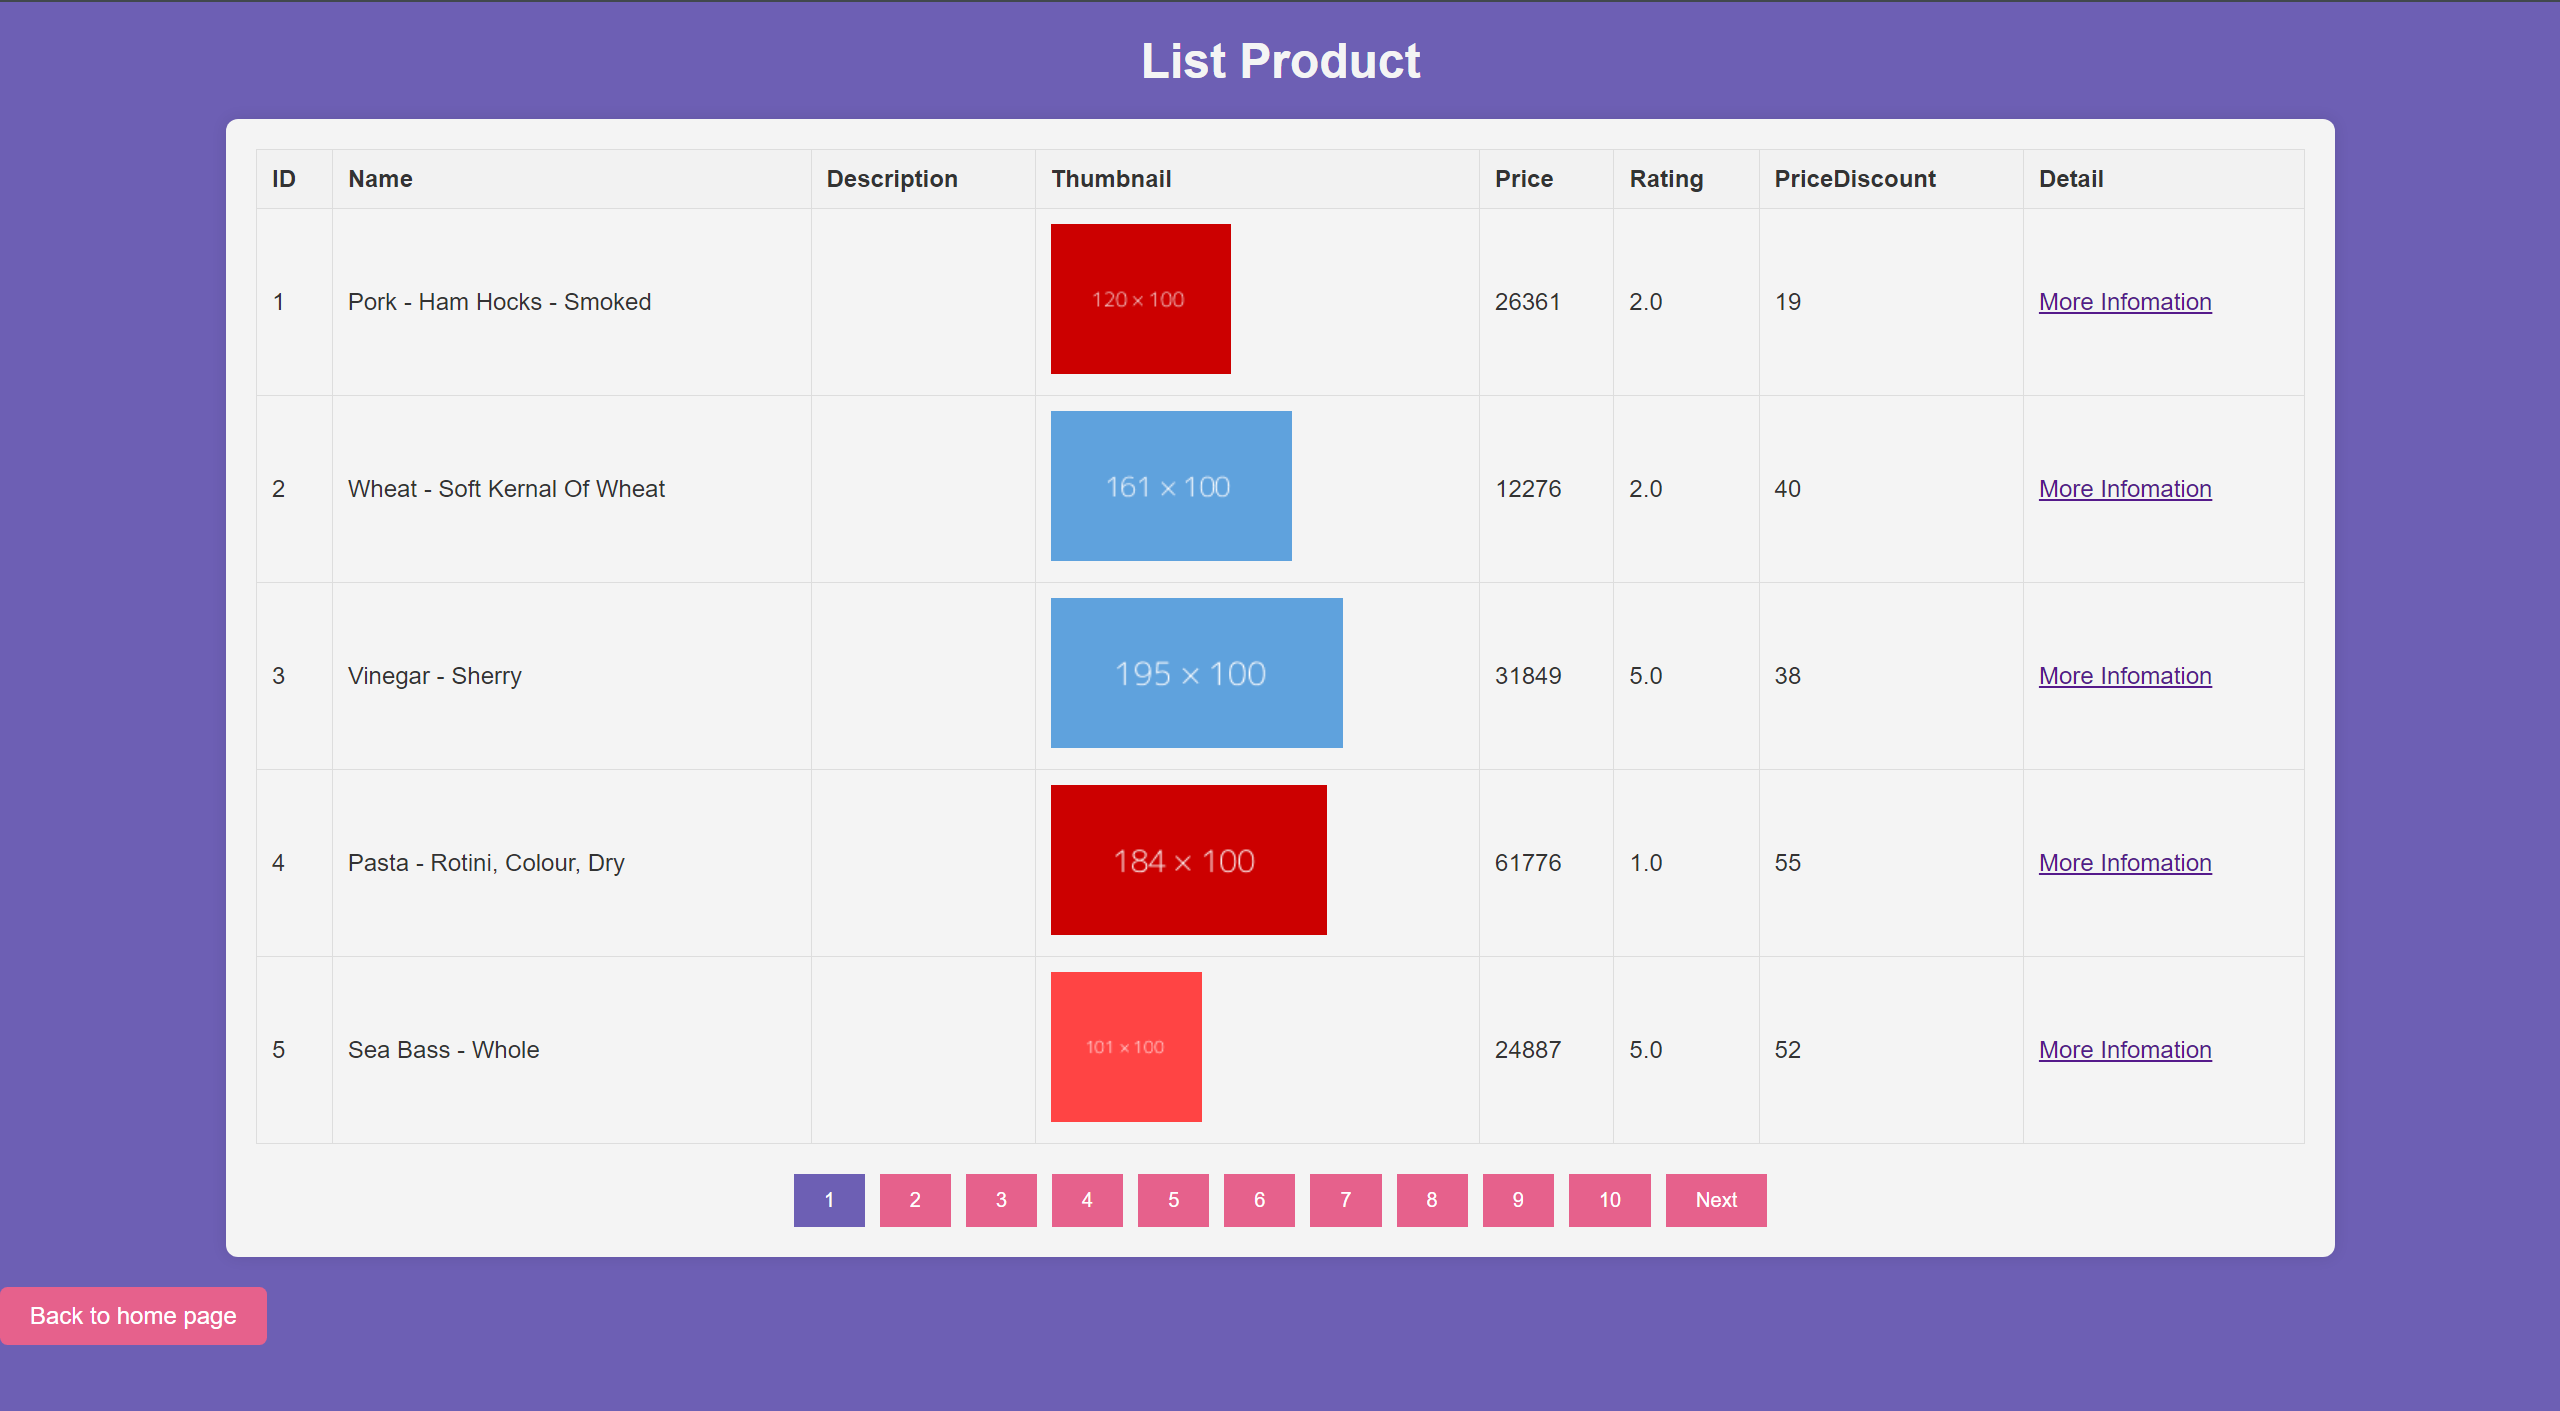 List Product
ID Name Description Thumbnail Price Rating PriceDiscount Detail
1 Pork - Ham Hocks - Smoked 120 × 100 26361 2.0 19 More Infomation
2 Wheat - Soft Kernal Of Wheat 161 × 100 12276 2.0 40 More Infomation
3 Vinegar - Sherry 195 × 100 31849 5.0 38 More Infomation
4 Pasta - Rotini, Colour, Dry 184 × 100 61776 1.0 55 More Infomation
5 Sea Bass - Whole 101 × 100 24887 5.0 52 More Infomation
1 2 3 4 5 6 7 8 9 10 Next
Back to home page